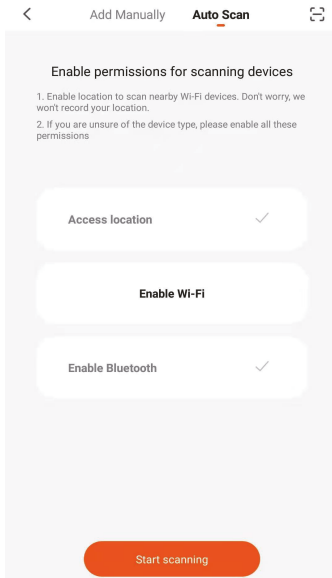 Add Manually Auto Scan
Enable permissions for scanning devices
1. Enable location to scan nearby Wi-Fi devices. Don't worry, we
won't record your location.
2. If you are unsure of the device type, please enable all these
permissions
Access location
Enable Wi-Fi
Enable Bluetooth
Start scanning